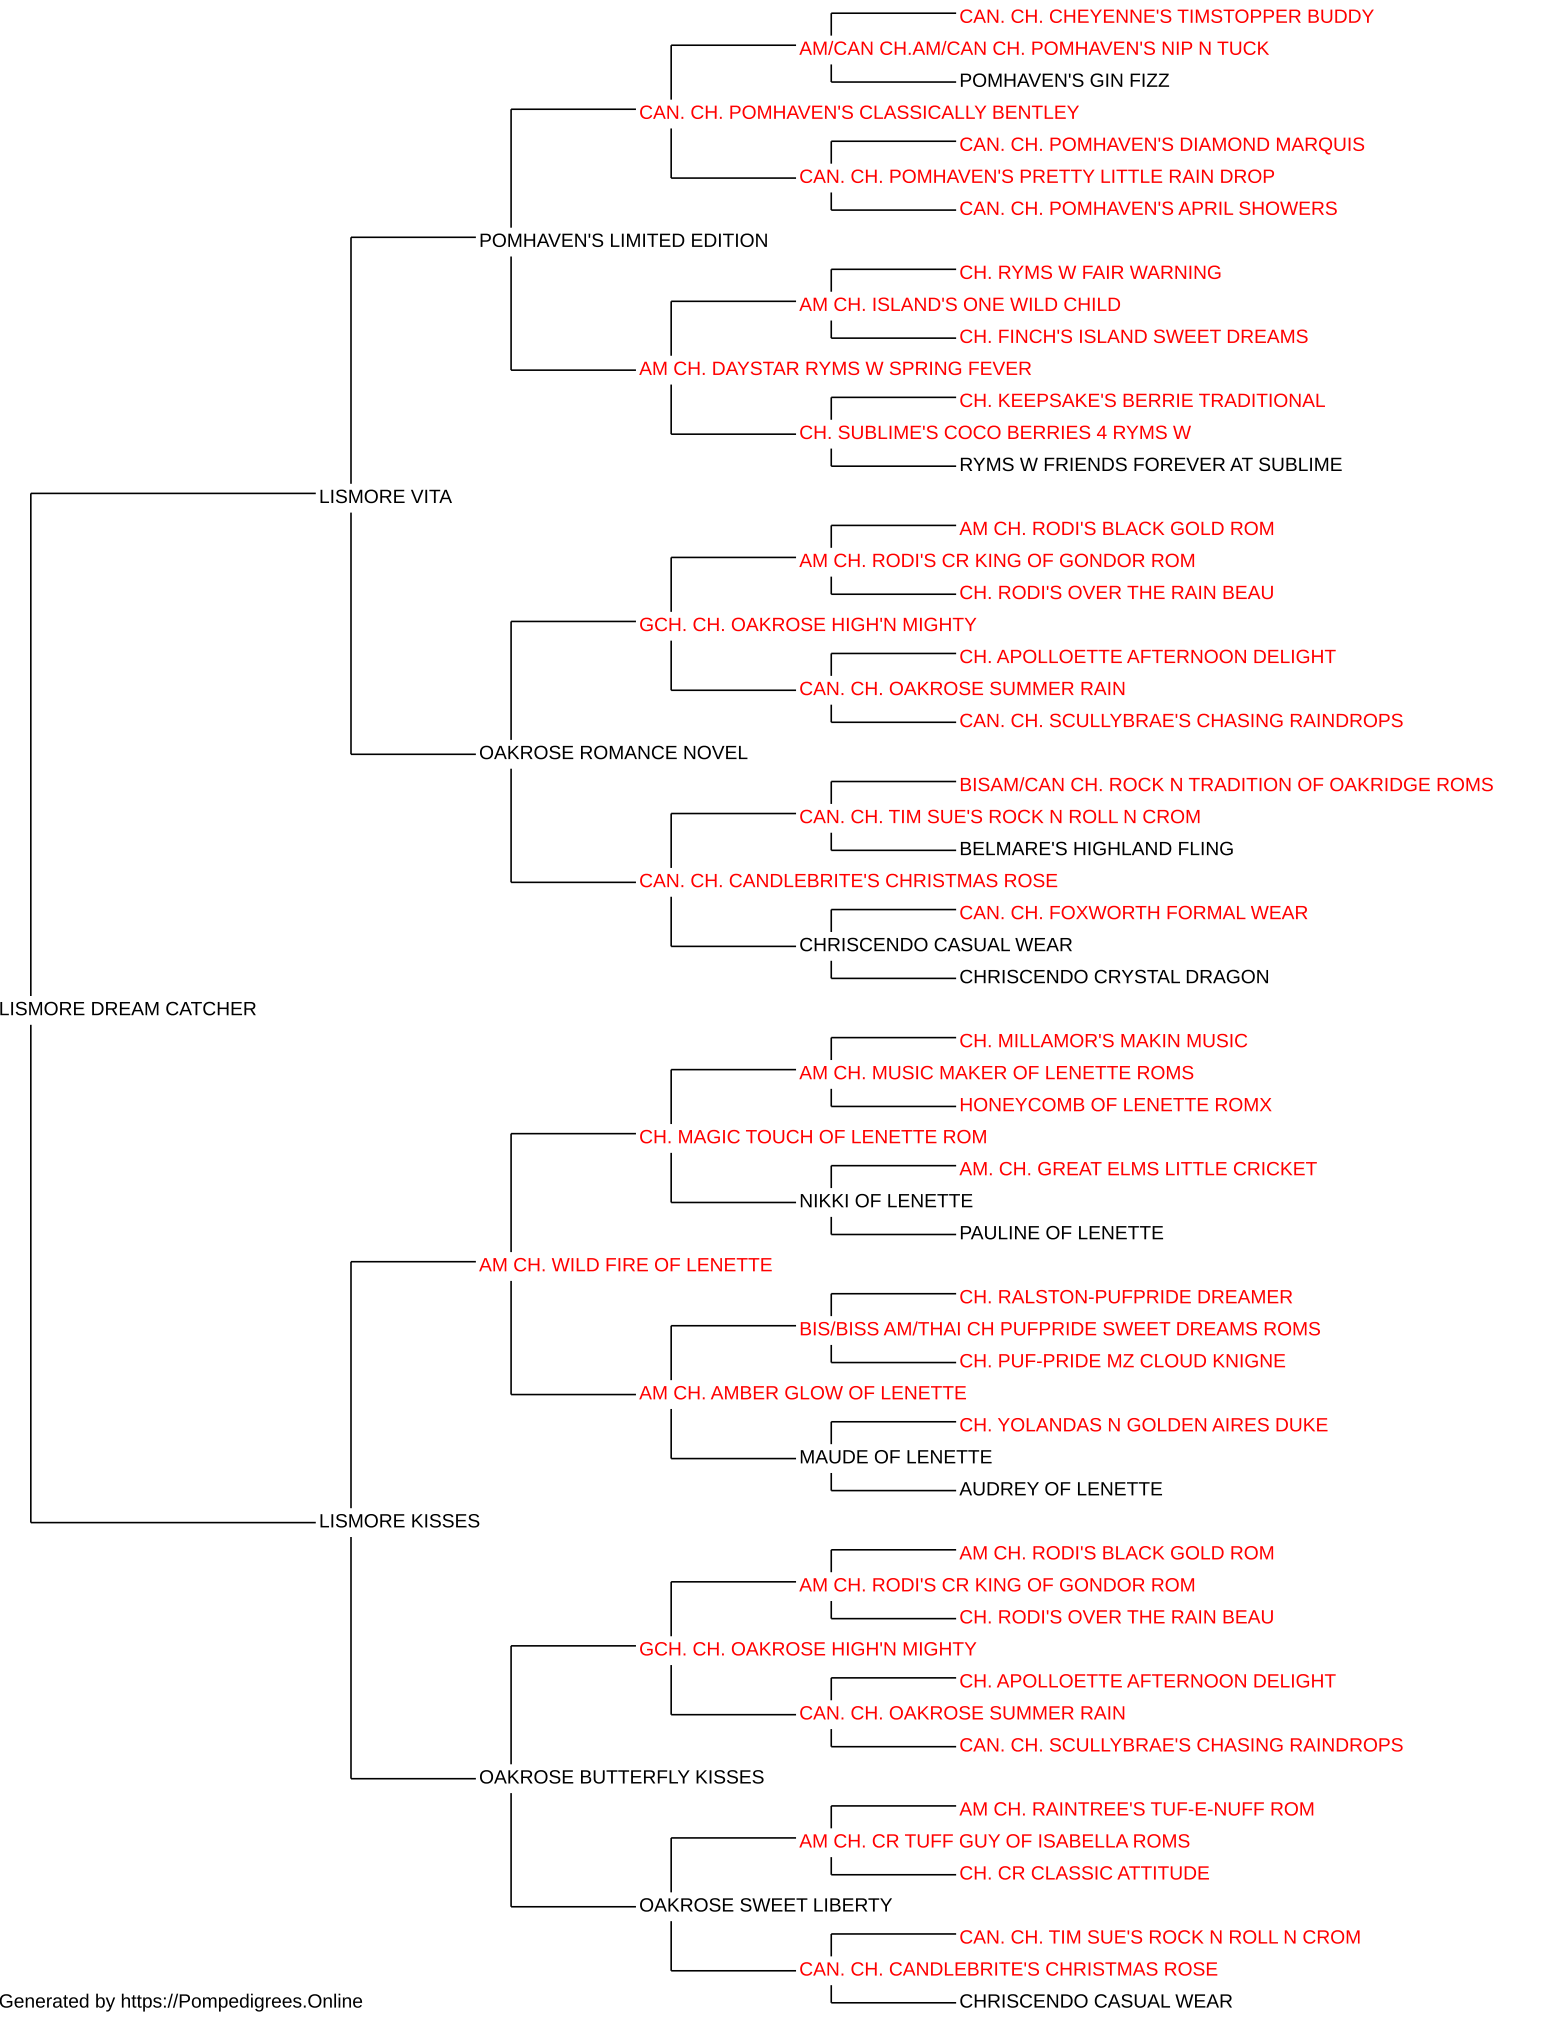 CAN. CH. CHEYENNE'S TIMSTOPPER BUDDY
AM/CAN CH.AM/CAN CH. POMHAVEN'S NIP N TUCK
POMHAVEN'S GIN FIZZ
CAN. CH. POMHAVEN'S CLASSICALLY BENTLEY
CAN. CH. POMHAVEN'S DIAMOND MARQUIS
CAN. CH. POMHAVEN'S PRETTY LITTLE RAIN DROP
CAN. CH. POMHAVEN'S APRIL SHOWERS
POMHAVEN'S LIMITED EDITION
CH. RYMS W FAIR WARNING
AM CH. ISLAND'S ONE WILD CHILD
CH. FINCH'S ISLAND SWEET DREAMS
AM CH. DAYSTAR RYMS W SPRING FEVER
CH. KEEPSAKE'S BERRIE TRADITIONAL
CH. SUBLIME'S COCO BERRIES 4 RYMS W
RYMS W FRIENDS FOREVER AT SUBLIME
LISMORE VITA
AM CH. RODI'S BLACK GOLD ROM
AM CH. RODI'S CR KING OF GONDOR ROM
CH. RODI'S OVER THE RAIN BEAU
GCH. CH. OAKROSE HIGH'N MIGHTY
CH. APOLLOETTE AFTERNOON DELIGHT
CAN. CH. OAKROSE SUMMER RAIN
CAN. CH. SCULLYBRAE'S CHASING RAINDROPS
OAKROSE ROMANCE NOVEL
BISAM/CAN CH. ROCK N TRADITION OF OAKRIDGE ROMS
CAN. CH. TIM SUE'S ROCK N ROLL N CROM
BELMARE'S HIGHLAND FLING
CAN. CH. CANDLEBRITE'S CHRISTMAS ROSE
CAN. CH. FOXWORTH FORMAL WEAR
CHRISCENDO CASUAL WEAR
CHRISCENDO CRYSTAL DRAGON
LISMORE DREAM CATCHER
CH. MILLAMOR'S MAKIN MUSIC
AM CH. MUSIC MAKER OF LENETTE ROMS
HONEYCOMB OF LENETTE ROMX
CH. MAGIC TOUCH OF LENETTE ROM
AM. CH. GREAT ELMS LITTLE CRICKET
NIKKI OF LENETTE
PAULINE OF LENETTE
AM CH. WILD FIRE OF LENETTE
CH. RALSTON-PUFPRIDE DREAMER
BIS/BISS AM/THAI CH PUFPRIDE SWEET DREAMS ROMS
CH. PUF-PRIDE MZ CLOUD KNIGNE
AM CH. AMBER GLOW OF LENETTE
CH. YOLANDAS N GOLDEN AIRES DUKE
MAUDE OF LENETTE
AUDREY OF LENETTE
LISMORE KISSES
AM CH. RODI'S BLACK GOLD ROM
AM CH. RODI'S CR KING OF GONDOR ROM
CH. RODI'S OVER THE RAIN BEAU
GCH. CH. OAKROSE HIGH'N MIGHTY
CH. APOLLOETTE AFTERNOON DELIGHT
CAN. CH. OAKROSE SUMMER RAIN
CAN. CH. SCULLYBRAE'S CHASING RAINDROPS
OAKROSE BUTTERFLY KISSES
AM CH. RAINTREE'S TUF-E-NUFF ROM
AM CH. CR TUFF GUY OF ISABELLA ROMS
CH. CR CLASSIC ATTITUDE
OAKROSE SWEET LIBERTY
CAN. CH. TIM SUE'S ROCK N ROLL N CROM
CAN. CH. CANDLEBRITE'S CHRISTMAS ROSE
CHRISCENDO CASUAL WEAR
Generated by https://Pompedigrees.Online